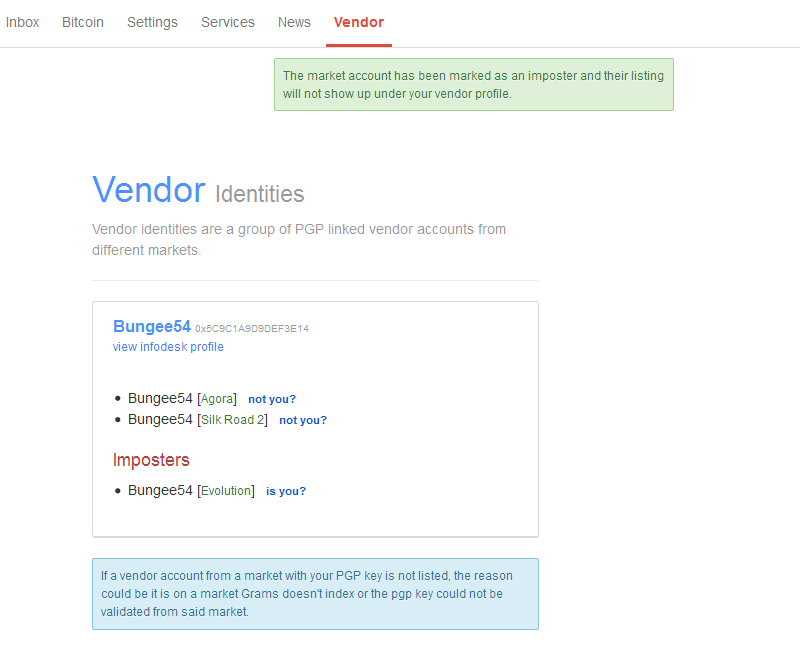 Inbox Bitcoin Settings Services News Vendor
The market account has been marked as an imposter and their listing
will not show up under your vendor profile.
Vendor Identities
Vendor identities are a group of PGP linked vendor accounts from
different markets.
Bungee54 0x5C9C1A9D9DEF3E14
view infodesk profile
• Bungee54 [Agora] not you?
• Bungee54 [Silk Road 2] not you?
Imposters
• Bungee54 [Evolution] is you?
If a vendor account from a market with your PGP key is not listed, the reason
could be it is on a market Grams doesn't index or the pgp key could not be
validated from said market.